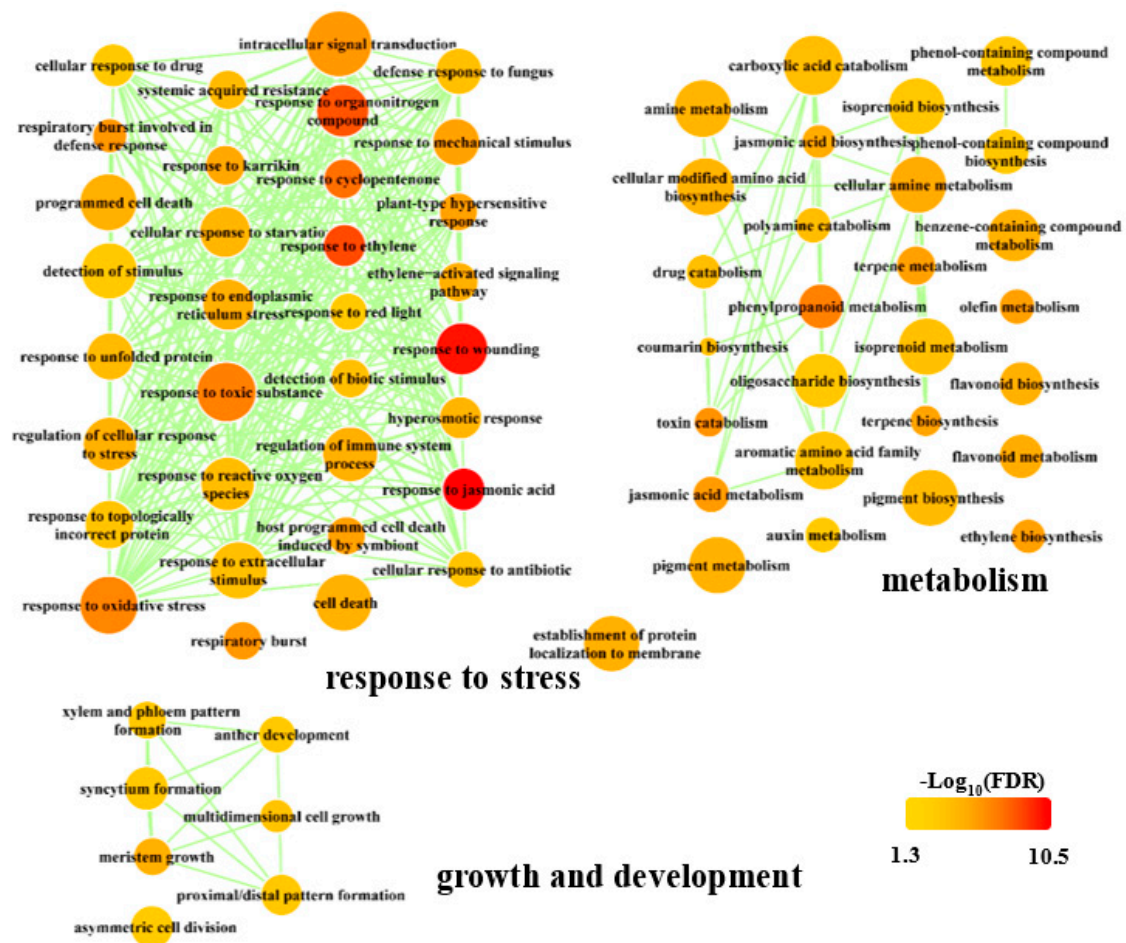 intracellular signal transduction
cellular response to drug
defense response to fungus
systemic acquired resistance
response to organonitrogen
compound
respiratory burst involved in
defense response
response to mechanical stimulus
response to karrikin
response to cyclopentenone
programmed cell death
plant-type hypersensitive
response
cellular response to starvation
response to ethylene
detection of stimulus
ethylene-activated signaling
pathway
response to endoplasmic
reticulum stress
response to red light
response to unfolded protein
response to wounding
detection of biotic stimulus
response to toxic substance
hyperosmotic response
regulation of cellular response
to stress
regulation of immune system
process
response to reactive oxygen
species
response to jasmonic acid
response to topologically
incorrect protein
host programmed cell death
induced by symbiont
response to extracellular
stimulus
cellular response to antibiotic
response to oxidative stress
cell death
respiratory burst
response to stress
establishment of protein
localization to membrane
carboxylic acid catabolism
phenol-containing compound
metabolism
amine metabolism
isoprenoid biosynthesis
jasmonic acid biosynthesis
phenol-containing compound
biosynthesis
cellular modified amino acid
biosynthesis
cellular amine metabolism
polyamine catabolism
benzene-containing compound
metabolism
drug catabolism
terpene metabolism
phenylpropanoid metabolism
olefin metabolism
coumarin biosynthesis
isoprenoid metabolism
oligosaccharide biosynthesis
flavonoid biosynthesis
toxin catabolism
terpene biosynthesis
aromatic amino acid family
metabolism
flavonoid metabolism
jasmonic acid metabolism
pigment biosynthesis
auxin metabolism
ethylene biosynthesis
pigment metabolism
metabolism
xylem and phloem pattern
formation
anther development
syncytium formation
multidimensional cell growth
meristem growth
proximal/distal pattern formation
asymmetric cell division
growth and development
-Log10(FDR)
1.3
10.5